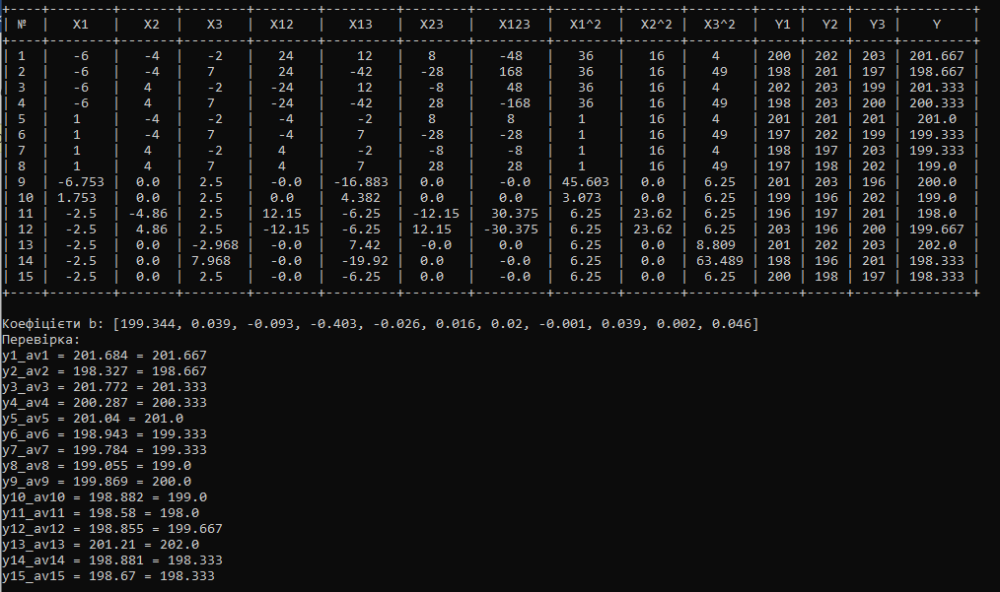 +----+--------+-------+--------+--------+---------+--------+---------+--------+-------+--------+-----+-----+-----+---------+
| № | X1 | X2 | X3 | X12 | X13 | X23 | X123 | X1^2 | X2^2 | X3^2 | Y1 | Y2 | Y3 | Y |
+----+--------+-------+--------+--------+---------+--------+---------+--------+-------+--------+-----+-----+-----+---------+
| 1 | -6 | -4 | -2 | 24 | 12 | 8 | -48 | 36 | 16 | 4 | 200 | 202 | 203 | 201.667 |
| 2 | -6 | -4 | 7 | 24 | -42 | -28 | 168 | 36 | 16 | 49 | 198 | 201 | 197 | 198.667 |
| 3 | -6 | 4 | -2 | -24 | 12 | -8 | 48 | 36 | 16 | 4 | 202 | 203 | 199 | 201.333 |
| 4 | -6 | 4 | 7 | -24 | -42 | 28 | -168 | 36 | 16 | 49 | 198 | 203 | 200 | 200.333 |
| 5 | 1 | -4 | -2 | -4 | -2 | 8 | 8 | 1 | 16 | 4 | 201 | 201 | 201 | 201.0 |
| 6 | 1 | -4 | 7 | -4 | 7 | -28 | -28 | 1 | 16 | 49 | 197 | 202 | 199 | 199.333 |
| 7 | 1 | 4 | -2 | 4 | -2 | -8 | -8 | 1 | 16 | 4 | 198 | 197 | 203 | 199.333 |
| 8 | 1 | 4 | 7 | 4 | 7 | 28 | 28 | 1 | 16 | 49 | 197 | 198 | 202 | 199.0 |
| 9 | -6.753 | 0.0 | 2.5 | -0.0 | -16.883 | 0.0 | -0.0 | 45.603 | 0.0 | 6.25 | 201 | 203 | 196 | 200.0 |
| 10 | 1.753 | 0.0 | 2.5 | 0.0 | 4.382 | 0.0 | 0.0 | 3.073 | 0.0 | 6.25 | 199 | 196 | 202 | 199.0 |
| 11 | -2.5 | -4.86 | 2.5 | 12.15 | -6.25 | -12.15 | 30.375 | 6.25 | 23.62 | 6.25 | 196 | 197 | 201 | 198.0 |
| 12 | -2.5 | 4.86 | 2.5 | -12.15 | -6.25 | 12.15 | -30.375 | 6.25 | 23.62 | 6.25 | 203 | 196 | 200 | 199.667 |
| 13 | -2.5 | 0.0 | -2.968 | -0.0 | 7.42 | -0.0 | 0.0 | 6.25 | 0.0 | 8.809 | 201 | 202 | 203 | 202.0 |
| 14 | -2.5 | 0.0 | 7.968 | -0.0 | -19.92 | 0.0 | -0.0 | 6.25 | 0.0 | 63.489 | 198 | 196 | 201 | 198.333 |
| 15 | -2.5 | 0.0 | 2.5 | -0.0 | -6.25 | 0.0 | -0.0 | 6.25 | 0.0 | 6.25 | 200 | 198 | 197 | 198.333 |
+----+--------+-------+--------+--------+---------+--------+---------+--------+-------+--------+-----+-----+-----+---------+
Коефіцієти b: [199.344, 0.039, -0.093, -0.403, -0.026, 0.016, 0.02, -0.001, 0.039, 0.002, 0.046]
Перевірка:
y1_av1 = 201.684 = 201.667
y2_av2 = 198.327 = 198.667
y3_av3 = 201.772 = 201.333
y4_av4 = 200.287 = 200.333
y5_av5 = 201.04 = 201.0
y6_av6 = 198.943 = 199.333
y7_av7 = 199.784 = 199.333
y8_av8 = 199.055 = 199.0
y9_av9 = 199.869 = 200.0
y10_av10 = 198.882 = 199.0
y11_av11 = 198.58 = 198.0
y12_av12 = 198.855 = 199.667
y13_av13 = 201.21 = 202.0
y14_av14 = 198.881 = 198.333
y15_av15 = 198.67 = 198.333